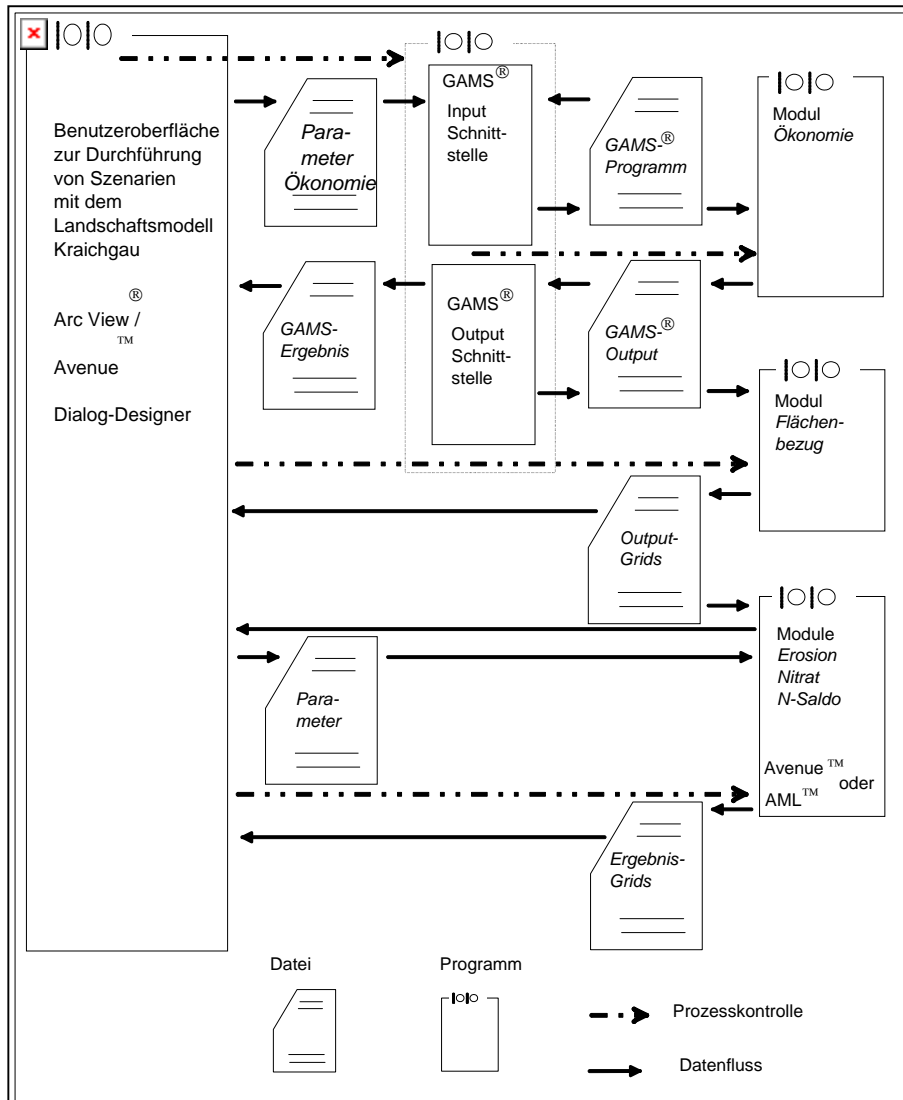 Benutzeroberfläche
zur Durchführung
von Szenarien
mit dem
Landschaftsmodell
Kraichgau
Arc View® /
™
Avenue
Dialog-Designer
Para-
meter
Ökonomie
GAMS®
Input
Schnitt-
stelle
GAMS-®
Programm
Modul
Ökonomie
GAMS-
Ergebnis
GAMS®
Output
Schnitt-
stelle
GAMS-®
Output
Modul
Flächen-
bezug
Output-
Grids
Para-
meter
Module
Erosion
Nitrat
N-Saldo
Avenue™ oder
AML™
Ergebnis-
Grids
Datei
Programm
Prozesskontrolle
Datenfluss